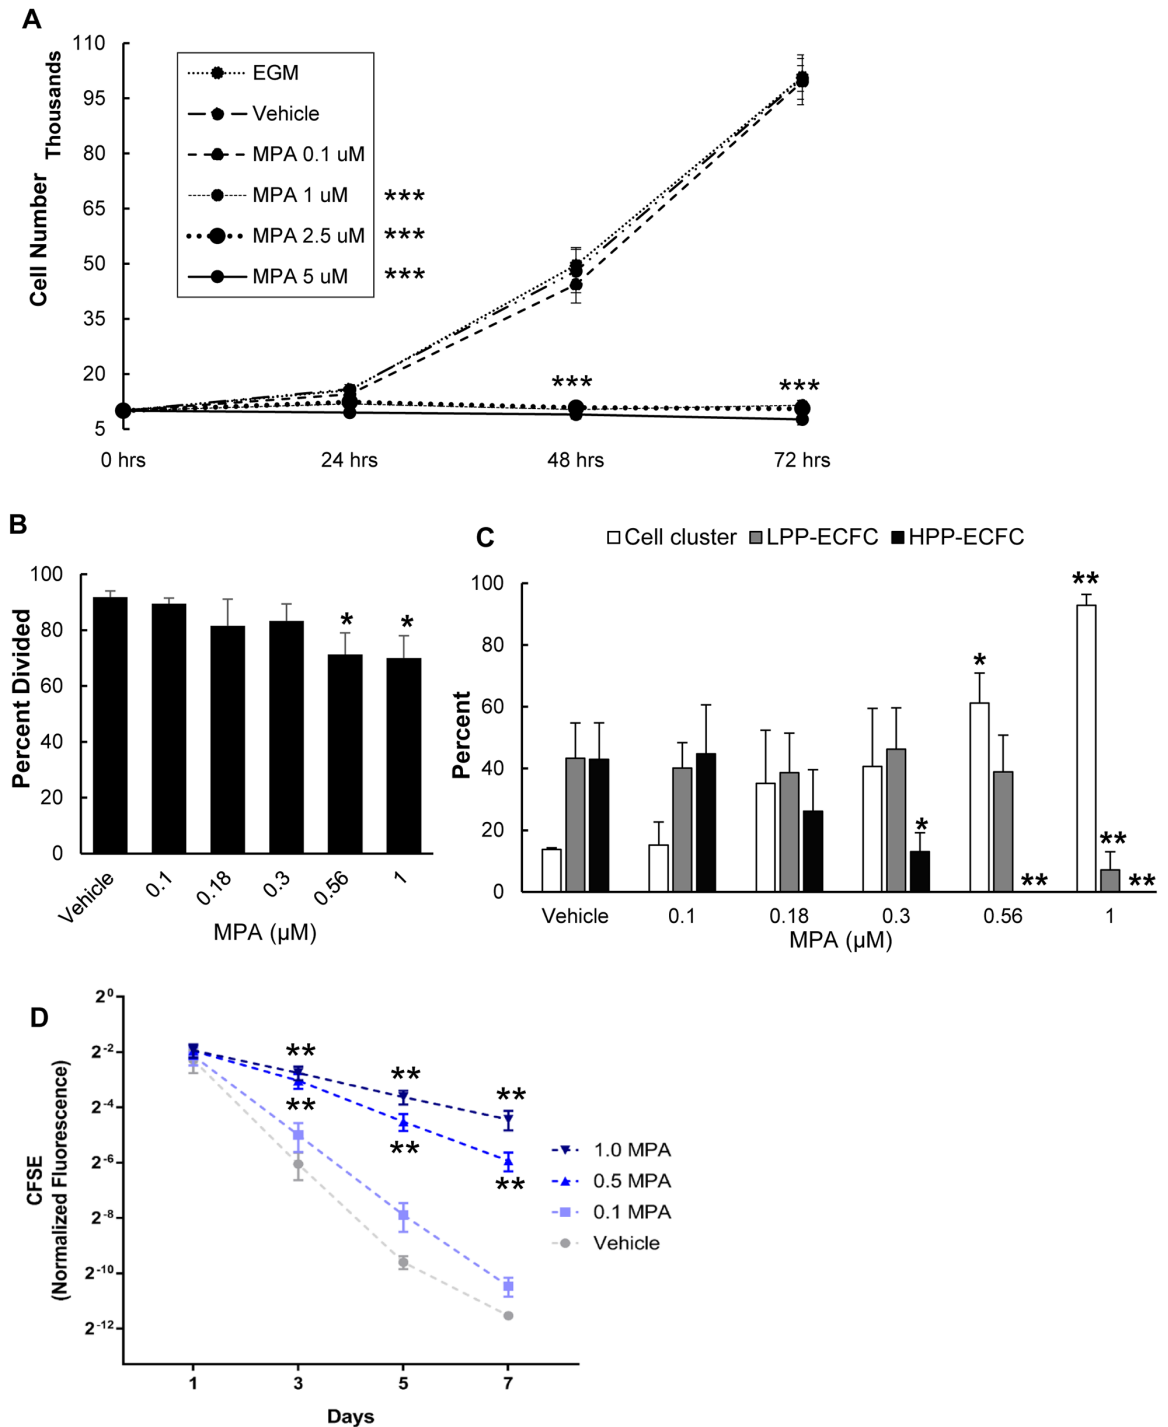 A
110
95
80
65
50
35
20
5
Thousands
Cell Number
EGM
Vehicle
MPA 0.1 uM
MPA 1 uM ***
MPA 2.5 uM ***
MPA 5 uM ***
*** ***
0 hrs 24 hrs 48 hrs 72 hrs
B
100
80
60
40
20
0
Percent Divided
* *
Vehicle 0.1 0.18 0.3 0.56 1
MPA (µM)
C
Cell cluster LPP-ECFC HPP-ECFC
100
80
60
40
20
0
Percent
* * ** ** ** **
Vehicle 0.1 0.18 0.3 0.56 1
MPA (µM)
D
2⁰
2⁻²
2⁻⁴
2⁻⁶
2⁻⁸
2⁻¹⁰
2⁻¹²
CFSE
(Normalized Fluorescence)
** ** **
** ** **
1.0 MPA
0.5 MPA
0.1 MPA
Vehicle
1 3 5 7
Days